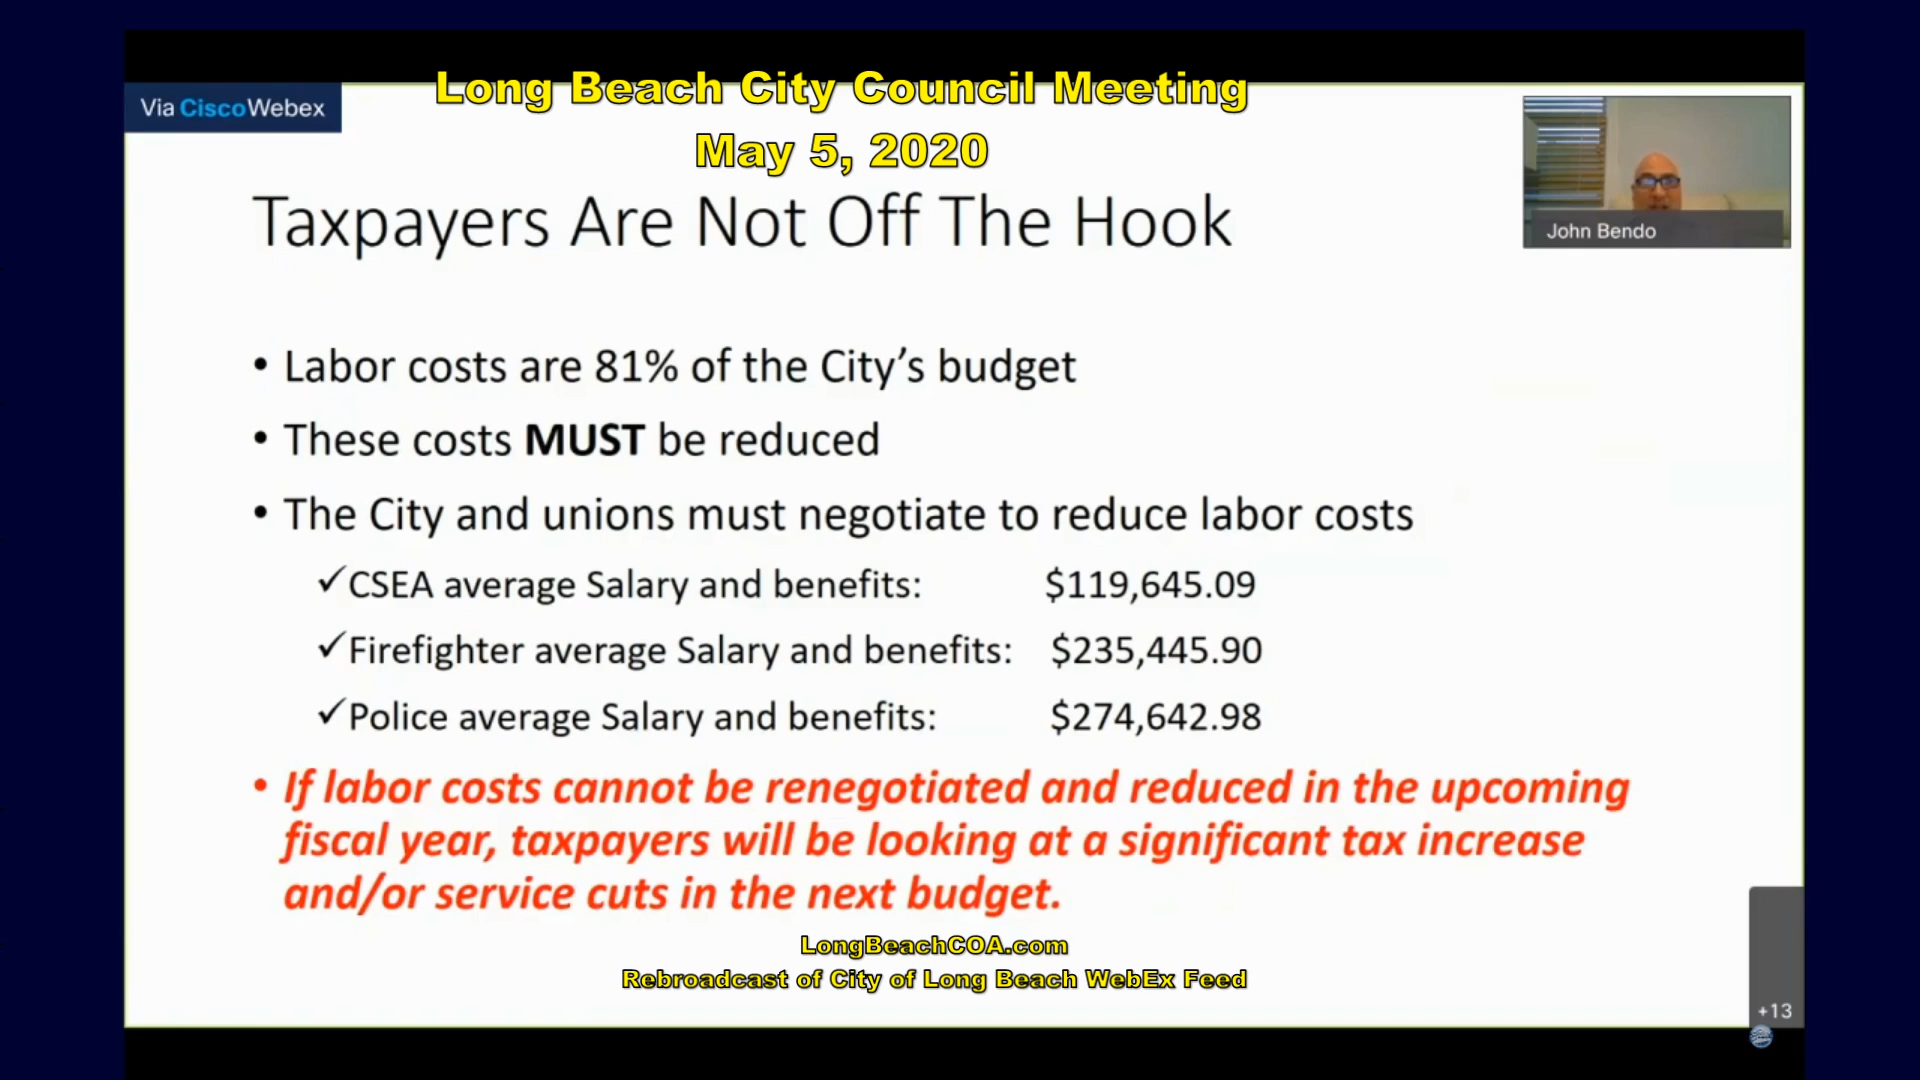 Long Beach City Council Meeting
May 5, 2020
Via Cisco Webex
John Bendo
Taxpayers Are Not Off The Hook
• Labor costs are 81% of the City’s budget
• These costs MUST be reduced
• The City and unions must negotiate to reduce labor costs
✓CSEA average Salary and benefits: $119,645.09
✓Firefighter average Salary and benefits: $235,445.90
✓Police average Salary and benefits: $274,642.98
• If labor costs cannot be renegotiated and reduced in the upcoming
fiscal year, taxpayers will be looking at a significant tax increase
and/or service cuts in the next budget.
LongBeachCOA.com
Rebroadcast of City of Long Beach WebEx Feed
+13